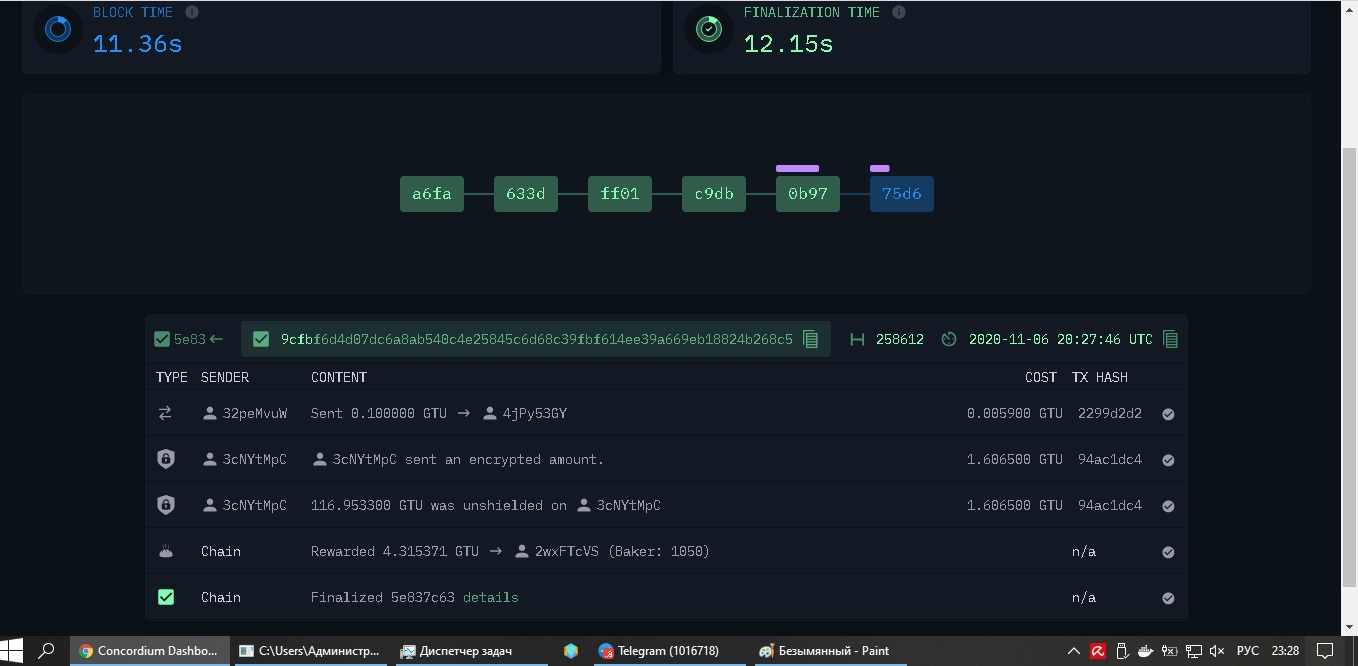 BLOCK TIME
11.36s
FINALIZATION TIME
12.15s
a6fa 633d ff01 c9db 0b97 75d6
5e83 ← 9cfbf6d4d07dc6a8ab540c4e25845c6d68c39fbf614ee39a669eb18824b268c5 258612 2020-11-06 20:27:46 UTC
TYPE SENDER CONTENT COST TX HASH
32peMvuW Sent 0.100000 GTU → 4jPy53GY 0.005900 GTU 2299d2d2
3cNYtMpC 3cNYtMpC sent an encrypted amount. 1.606500 GTU 94ac1dc4
3cNYtMpC 116.953300 GTU was unshielded on 3cNYtMpC 1.606500 GTU 94ac1dc4
Chain Rewarded 4.315371 GTU → 2wxFTcVS (Baker: 1050) n/a
Chain Finalized 5e837c63 details n/a
Concordium Dashbo... C:\Users\Администр... Диспетчер задач Telegram (1016718) Безымянный - Paint РУС 23:28